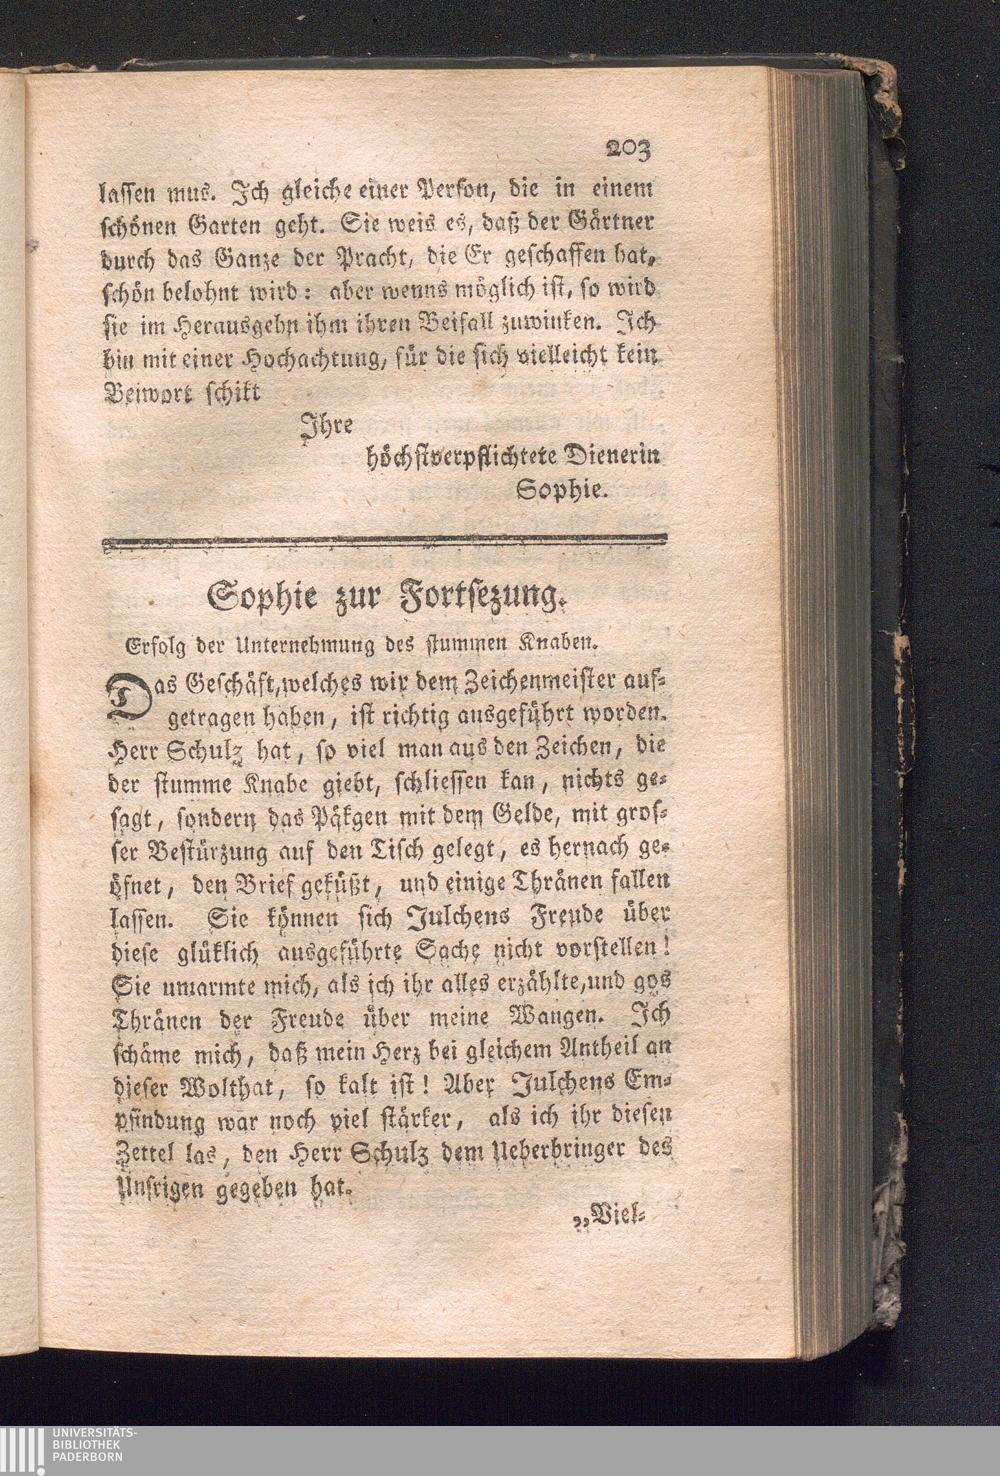 203
lassen mus. Ich gleiche einer Person, die in einem
schönen Garten geht. Sie weis es, daß der Gärtner
durch das Ganze der Pracht, die Er geschaffen hat,
schön belohnt wird: aber wenns möglich ist, so wird
sie im Herausgehn ihm ihren Beifall zuwinken. Ich
bin mit einer Hochachtung, für die sich vielleicht kein
Beiwort schikt
Ihre
höchstverpflichtete Dienerin
Sophie.
Sophie zur Fortsezung.
Erfolg der Unternehmung des stummen Knaben.
Das Geschäft, welches wir dem Zeichenmeister auf-
getragen haben, ist richtig ausgeführt worden.
Herr Schulz hat, so viel man aus den Zeichen, die
der stumme Knabe giebt, schliessen kan, nichts ge-
sagt, sondern das Päkgen mit dem Gelde, mit gros-
ser Bestürzung auf den Tisch gelegt, es hernach ge-
öfnet, den Brief geküßt, und einige Thränen fallen
lassen. Sie können sich Julchens Freude über
diese glüklich ausgeführte Sache nicht vorstellen!
Sie umarmte mich, als ich ihr alles erzählte, und gos
Thränen der Freude über meine Wangen. Ich
schäme mich, daß mein Herz bei gleichem Antheil an
dieser Wolthat, so kalt ist! Aber Julchens Em-
pfindung war noch viel stärker, als ich ihr diesen
Zettel las, den Herr Schulz dem Ueberbringer des
Unsrigen gegeben hat.
„Viel-
UNIVERSITÄTS-
BIBLIOTHEK
PADERBORN